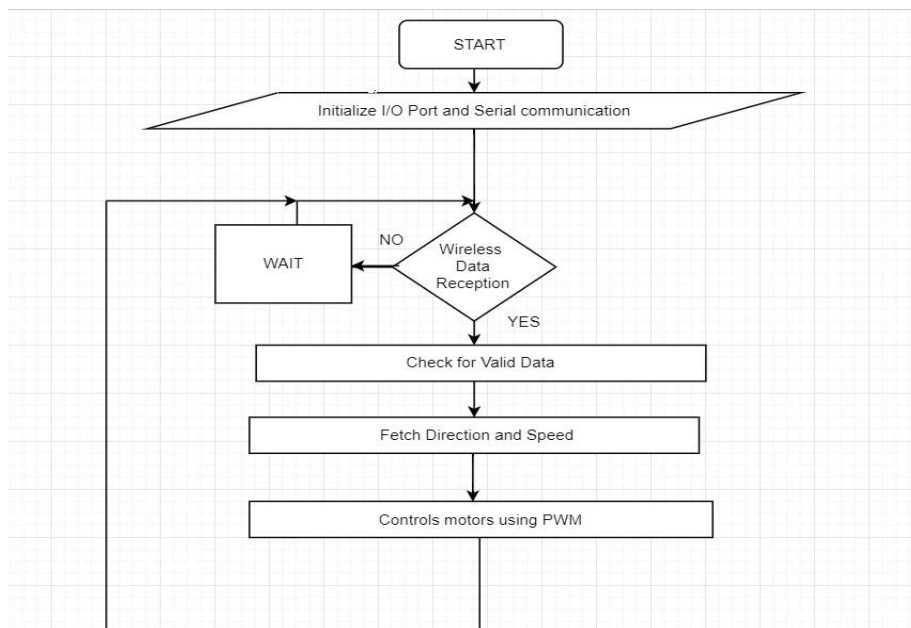 START
Initialize I/O Port and Serial communication
NO
Wireless
Data
Reception
WAIT
YES
Check for Valid Data
Fetch Direction and Speed
Controls motors using PWM